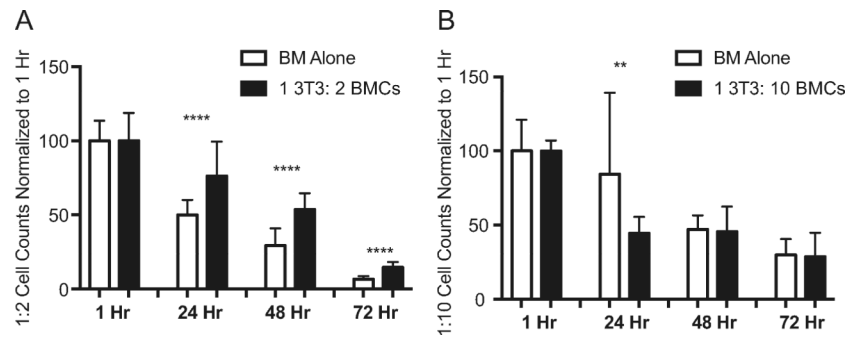 A
1:2 Cell Counts Normalized to 1 Hr
150
100
50
0
BM Alone
1 3T3: 2 BMCs
****
****
****
1 Hr
24 Hr
48 Hr
72 Hr
B
1:10 Cell Counts Normalized to 1 Hr
150
100
50
0
BM Alone
1 3T3: 10 BMCs
**
1 Hr
24 Hr
48 Hr
72 Hr